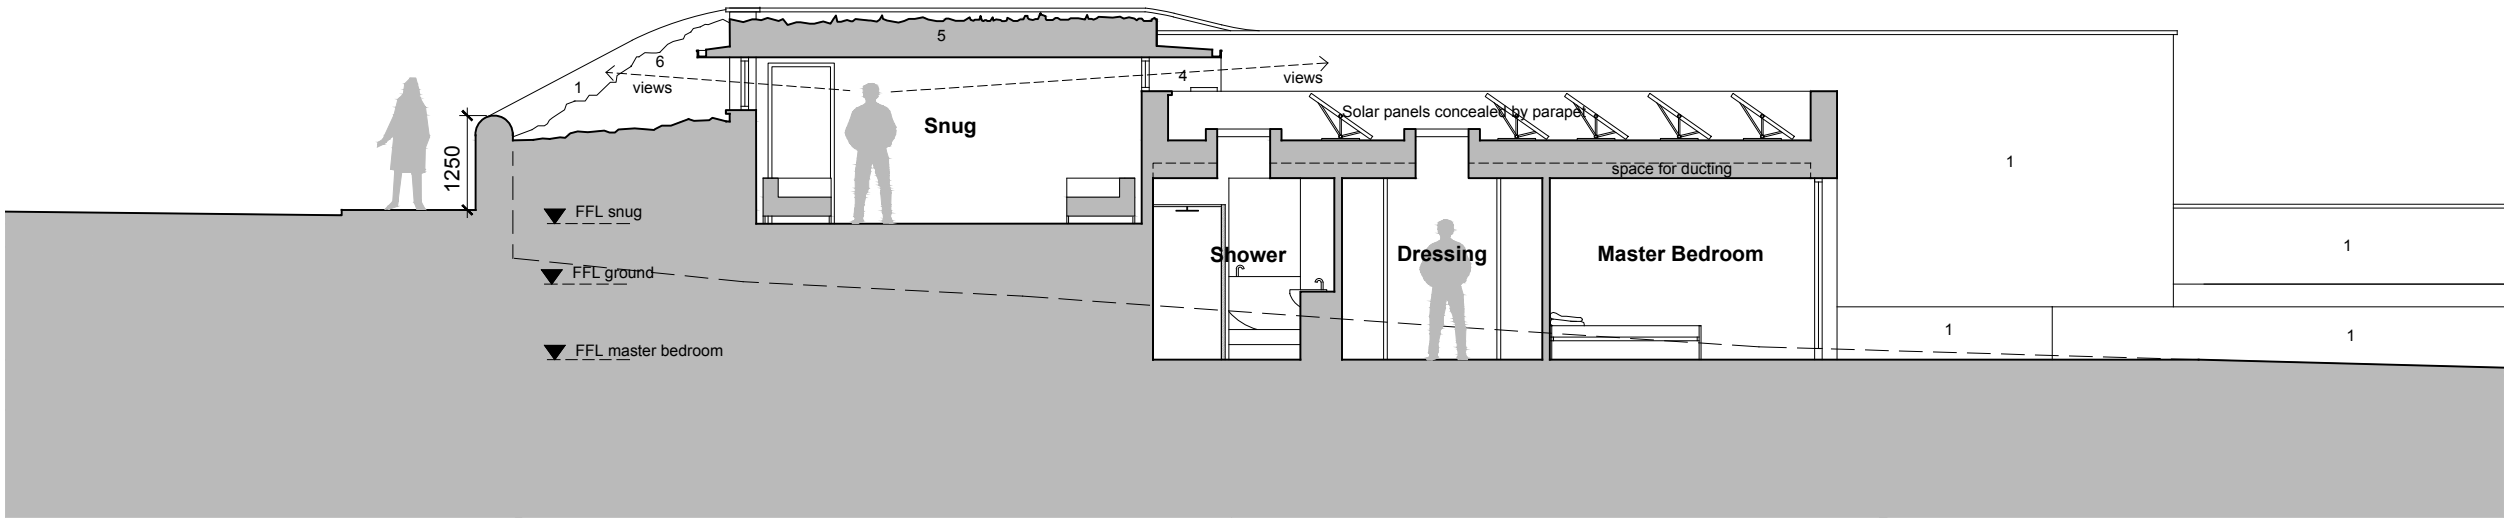 5
6
1
views
4
views
Solar panels concealed by parapet
Snug
1250
space for ducting
1
FFL snug
FFL ground
FFL master bedroom
Shower
Dressing
Master Bedroom
1
1
1